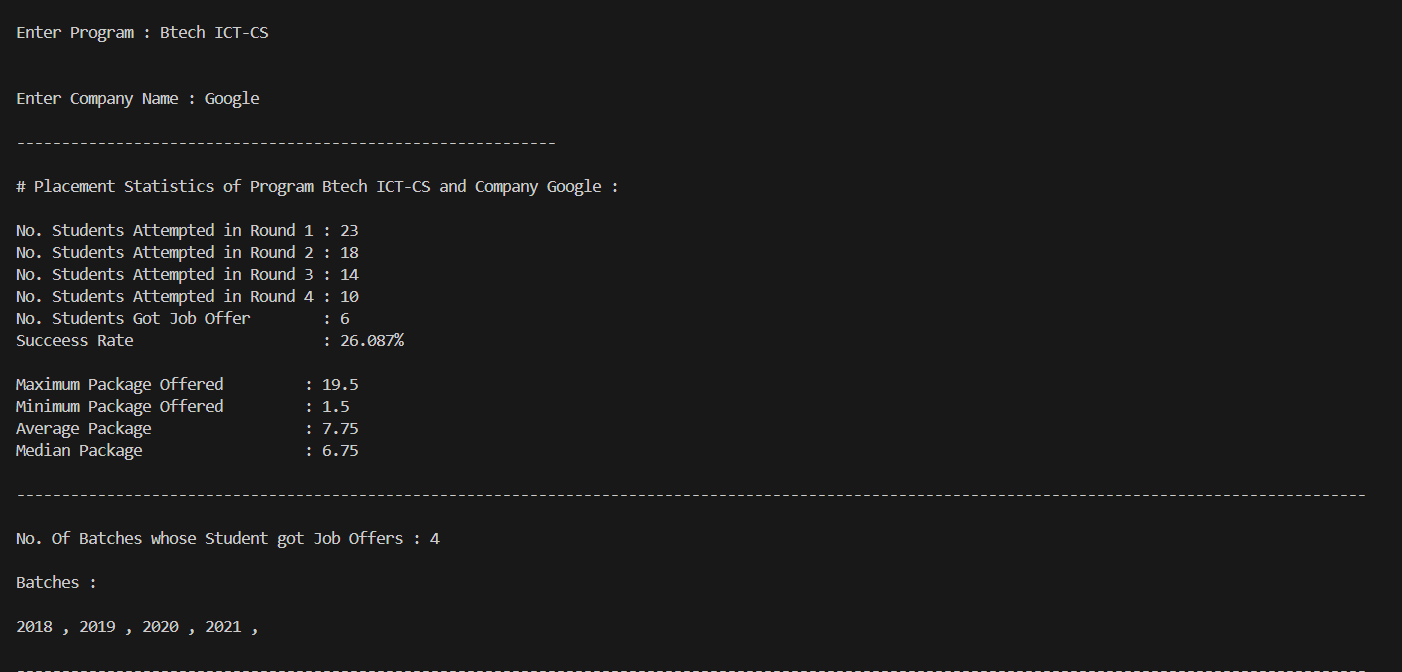 Enter Program : Btech ICT-CS
Enter Company Name : Google
------------------------------------------------------------
# Placement Statistics of Program Btech ICT-CS and Company Google :
No. Students Attempted in Round 1 : 23
No. Students Attempted in Round 2 : 18
No. Students Attempted in Round 3 : 14
No. Students Attempted in Round 4 : 10
No. Students Got Job Offer : 6
Succeess Rate : 26.087%
Maximum Package Offered : 19.5
Minimum Package Offered : 1.5
Average Package : 7.75
Median Package : 6.75
------------------------------------------------------------------------------------------------------------------------------------------------------
No. Of Batches whose Student got Job Offers : 4
Batches :
2018 , 2019 , 2020 , 2021 ,
------------------------------------------------------------------------------------------------------------------------------------------------------